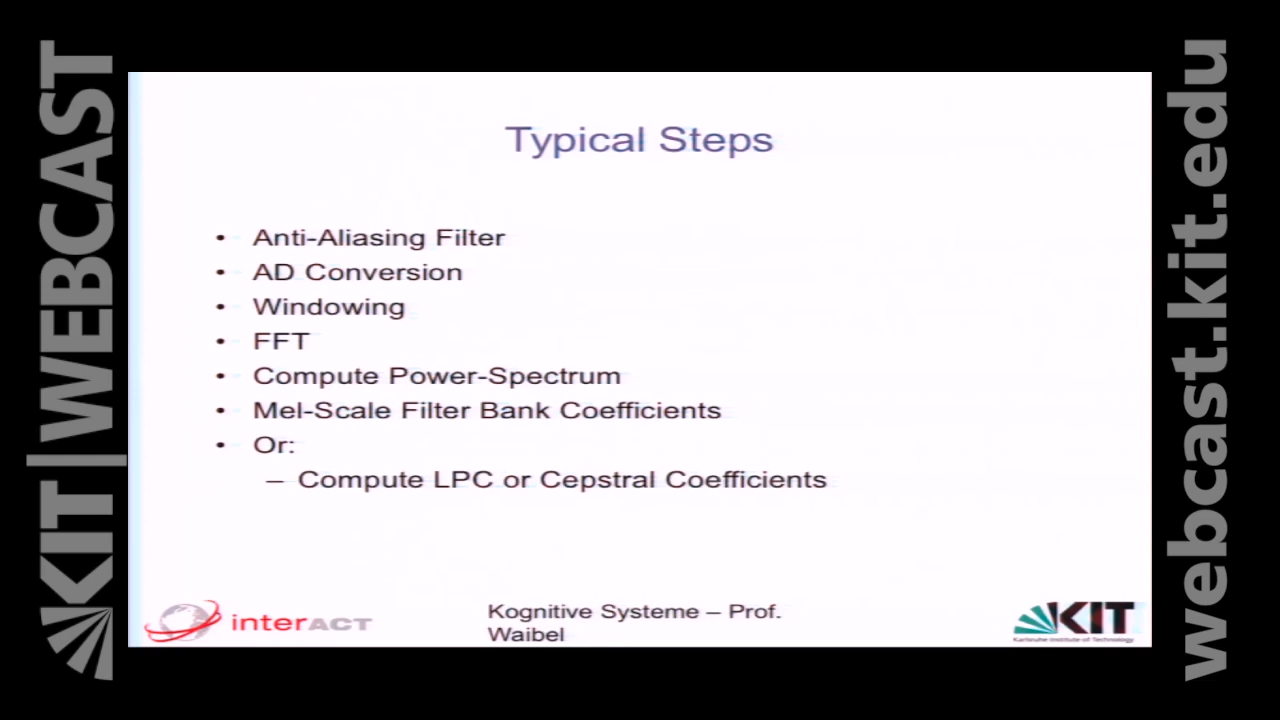 KIT|WEBCAST
Typical Steps
• Anti-Aliasing Filter
• AD Conversion
• Windowing
• FFT
• Compute Power-Spectrum
• Mel-Scale Filter Bank Coefficients
• Or:
– Compute LPC or Cepstral Coefficients
interACT
Kognitive Systeme – Prof.
Waibel
KIT
Karlsruhe Institute of Technology
webcast.kit.edu